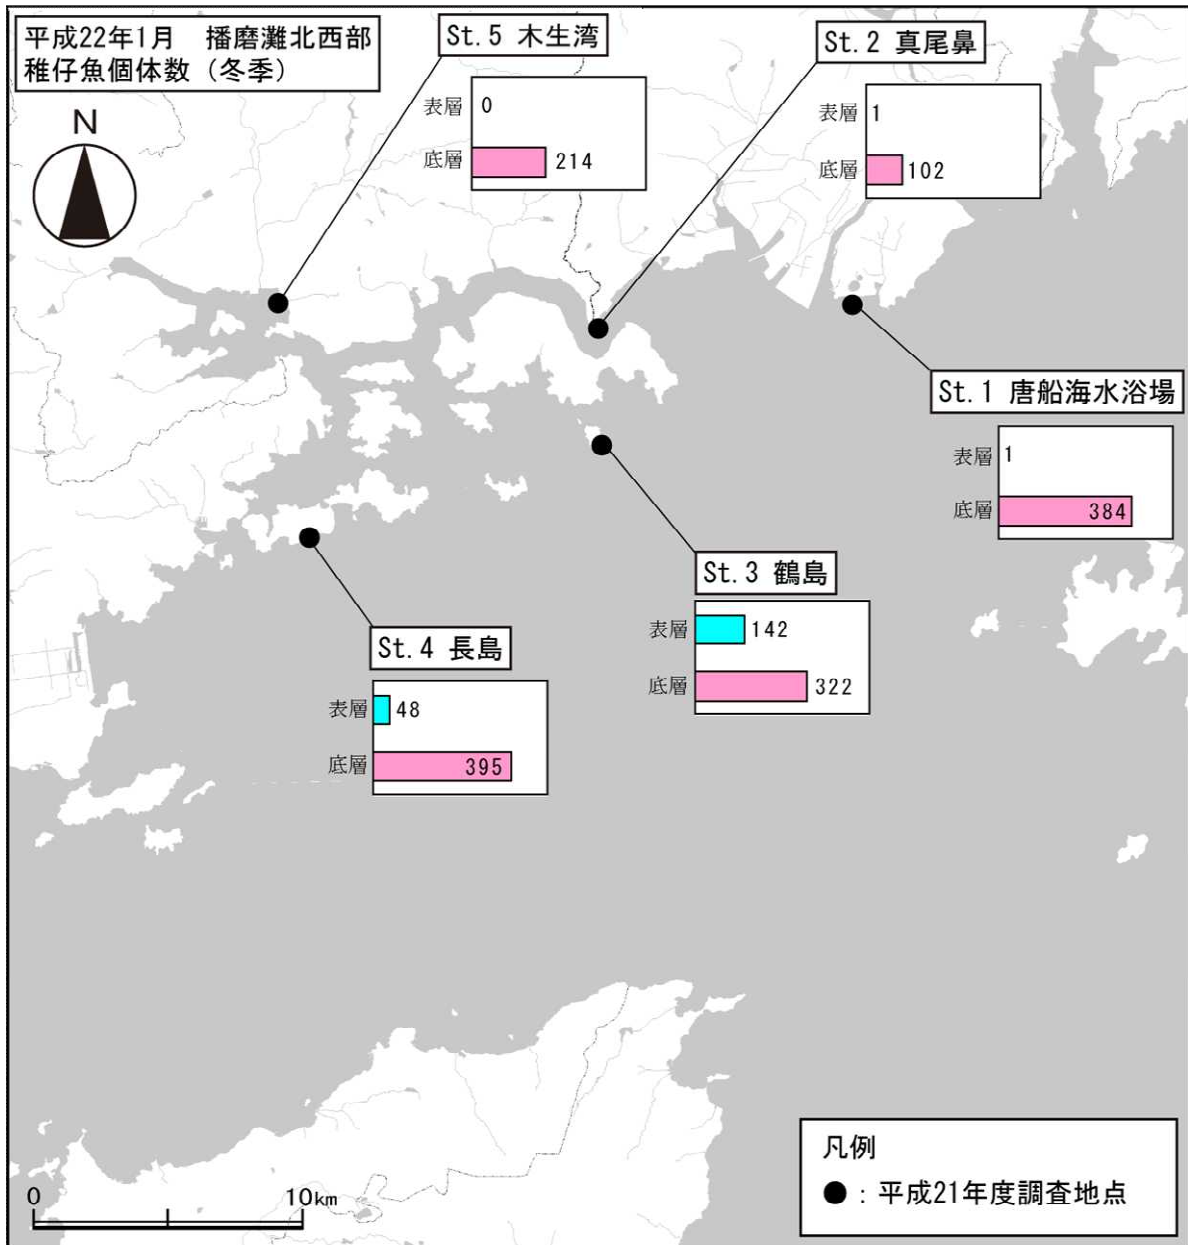 平成22年1月 播磨灘北西部
稚仔魚個体数（冬季）
N
St.5 木生湾
表層 0
底層 214
St.2 真尾鼻
表層 1
底層 102
St.1 唐船海水浴場
表層 1
底層 384
St.3 鶴島
表層 142
底層 322
St.4 長島
表層 48
底層 395
0 10km
凡例
●：平成21年度調査地点